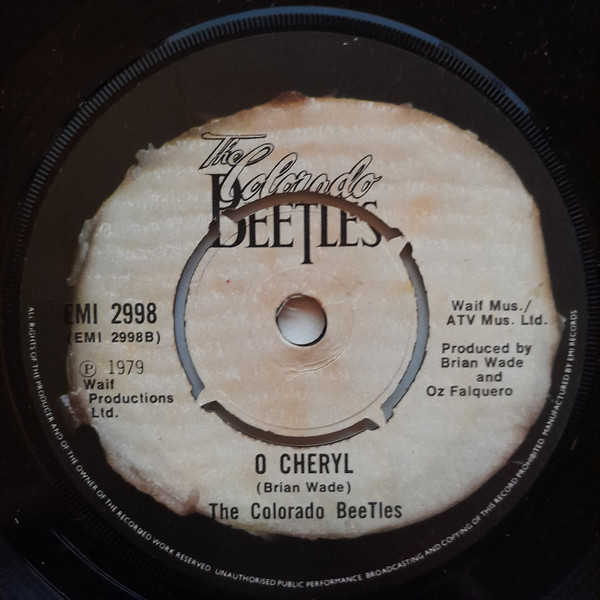 The Colorado
BEETLES
EMI 2998
(EMI 2998B)
℗ 1979
Waif
Productions
Ltd.
Waif Mus./
ATV Mus. Ltd.
Produced by
Brian Wade
and
Oz Falquero
O CHERYL
(Brian Wade)
The Colorado BeeTles
ALL RIGHTS OF THE PRODUCER AND OF THE OWNER OF THE RECORDED WORK RESERVED. UNAUTHORISED PUBLIC PERFORMANCE BROADCASTING AND COPYING OF THIS RECORD PROHIBITED. MANUFACTURED BY EMI RECORDS